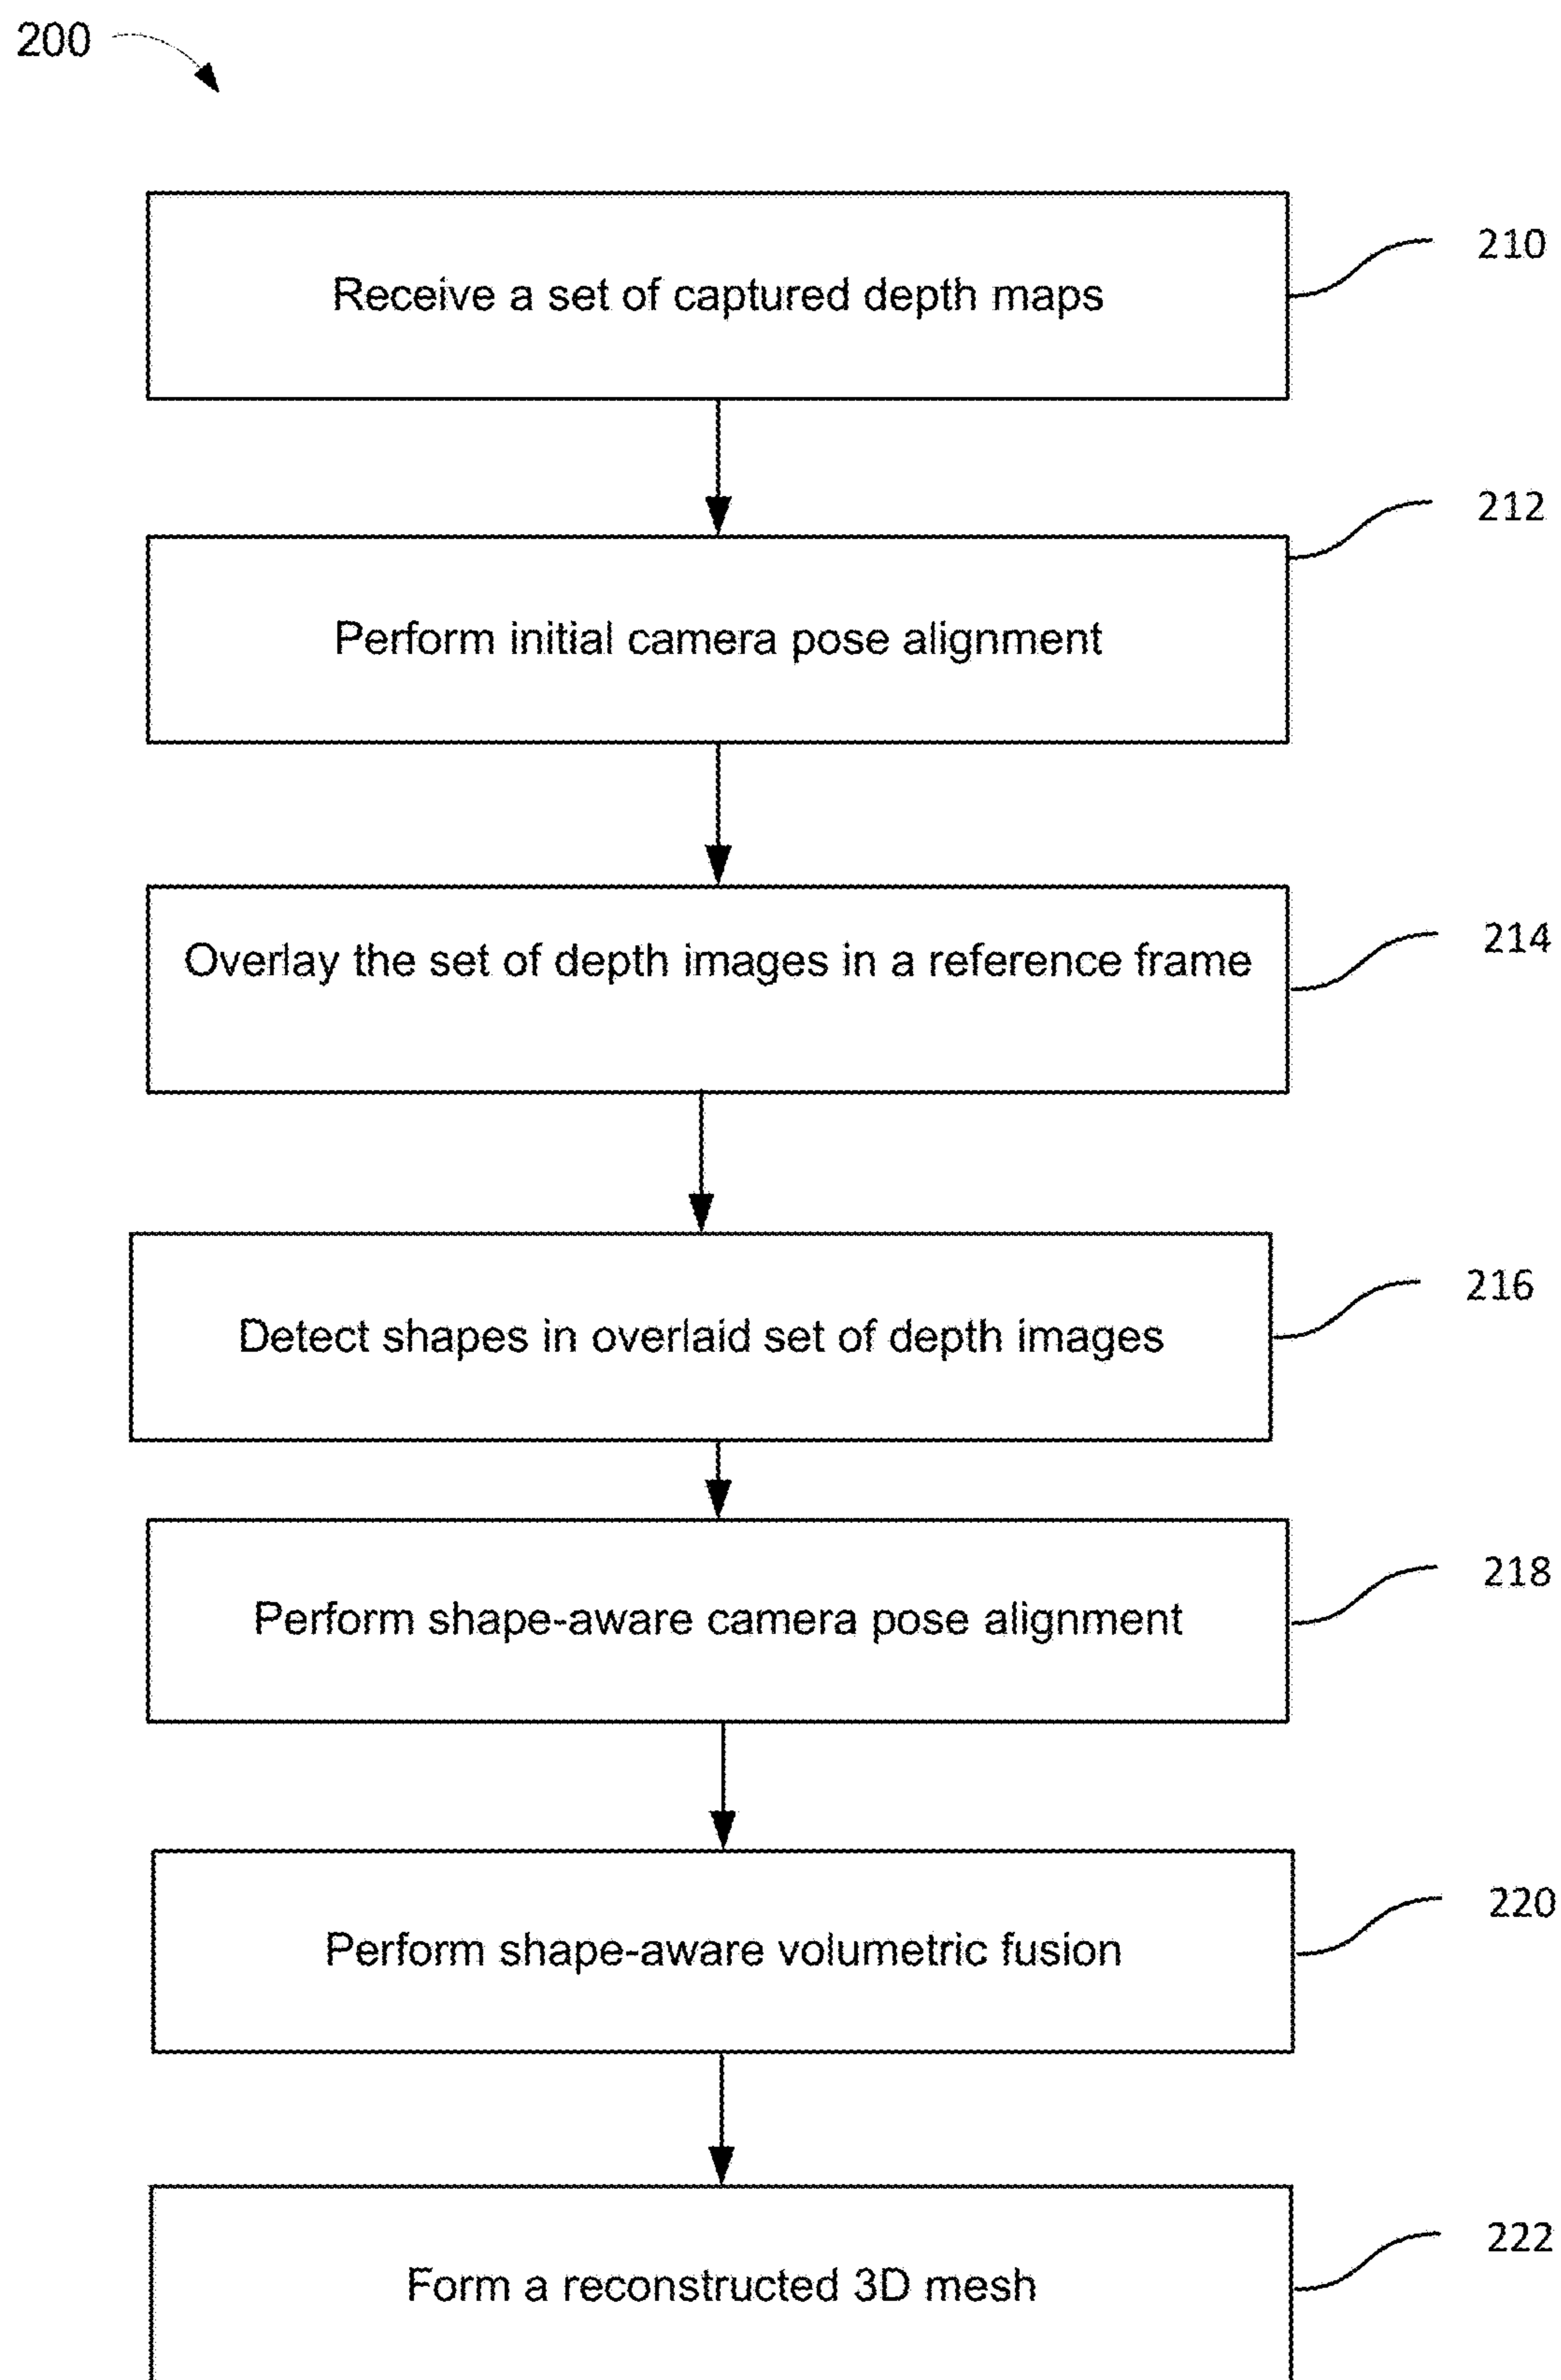 200
Receive a set of captured depth maps
210
212
Perform initial camera pose alignment
Overlay the set of depth images in a reference frame
214
Detect shapes in overlaid set of depth images
216
Perform shape-aware camera pose alignment
218
Perform shape-aware volumetric fusion
220
Form a reconstructed 3D mesh
222